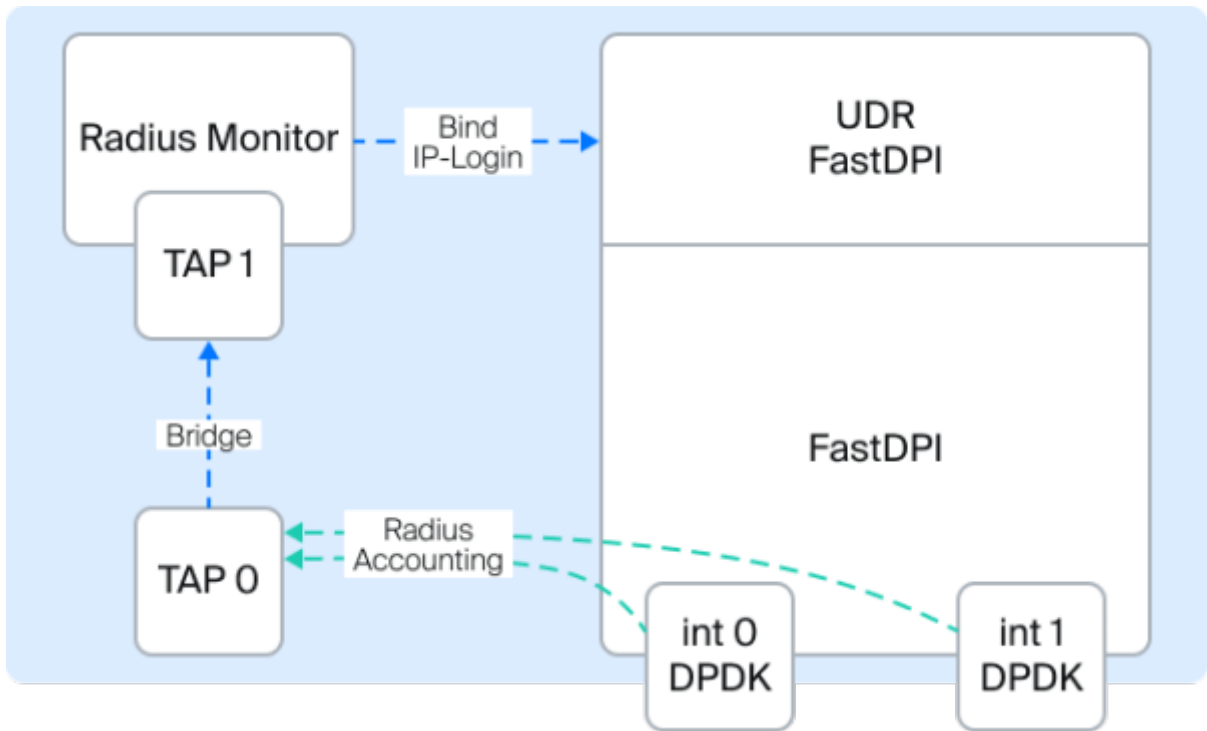 Radius Monitor
Bind
IP-Login
UDR
FastDPI
TAP 1
Bridge
FastDPI
Radius
Accounting
TAP 0
int 0
DPDK
int 1
DPDK